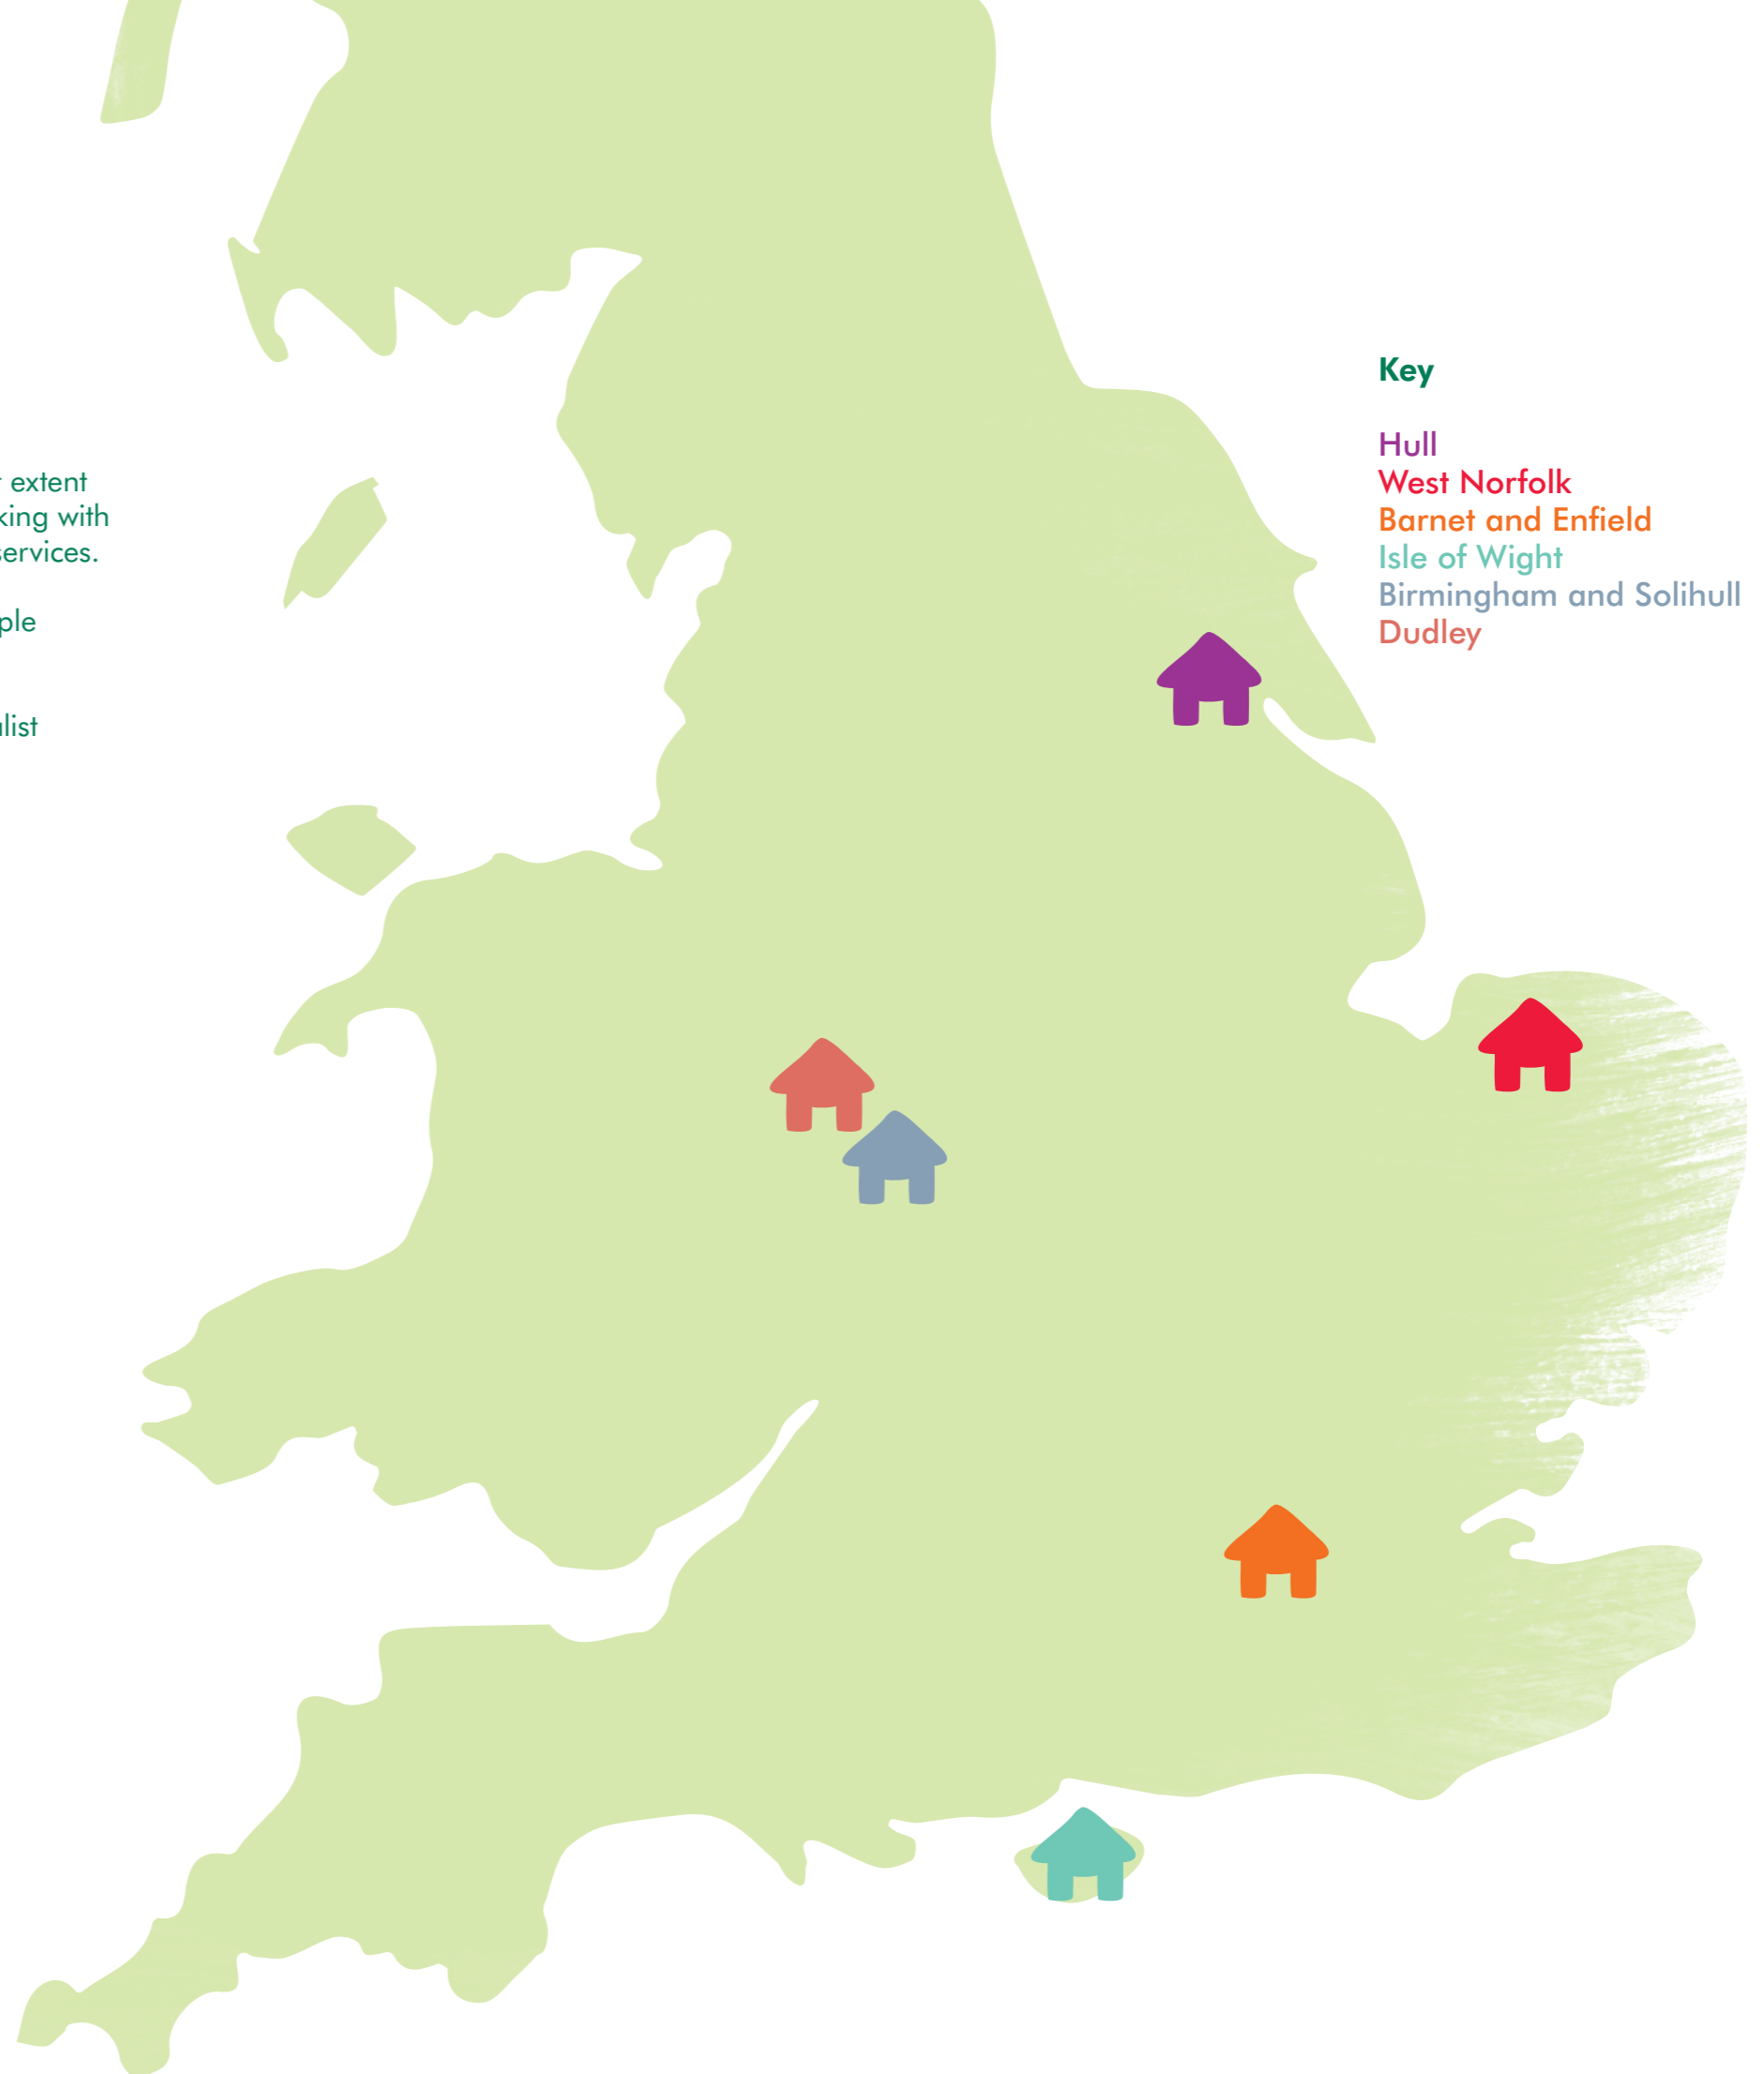 extent
king with
services.
ple
list
Key
Hull
West Norfolk
Barnet and Enfield
Isle of Wight
Birmingham and Solihull
Dudley